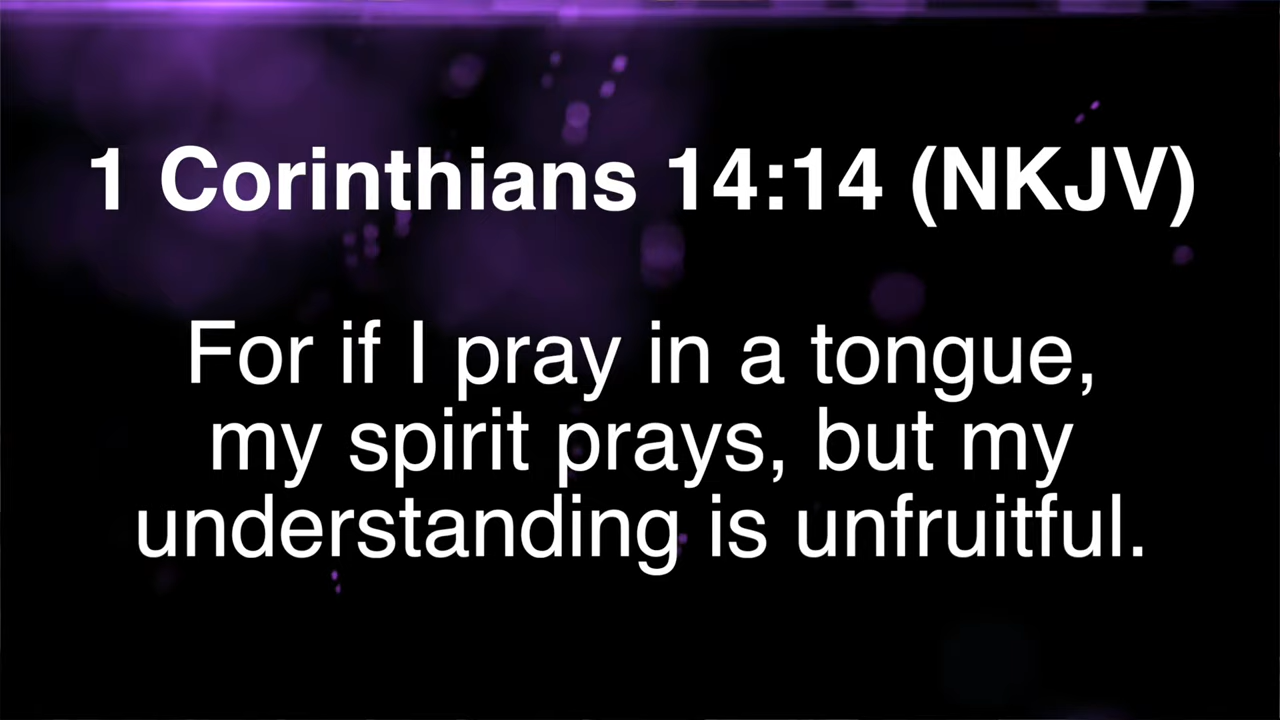 1 Corinthians 14:14 (NKJV)
For if I pray in a tongue,
my spirit prays, but my
understanding is unfruitful.